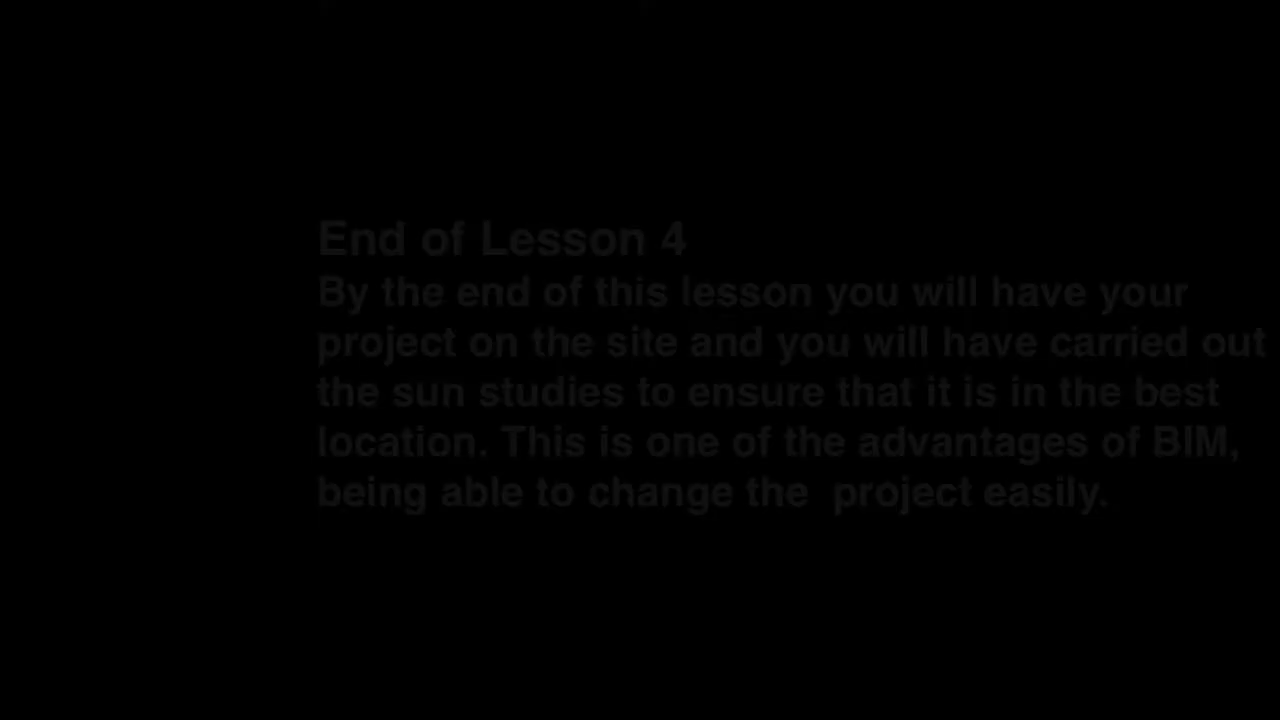 End of Lesson 4
By the end of this lesson you will have your
project on the site and you will have carried out
the sun studies to ensure that it is in the best
location. This is one of the advantages of BIM,
being able to change the  project easily.